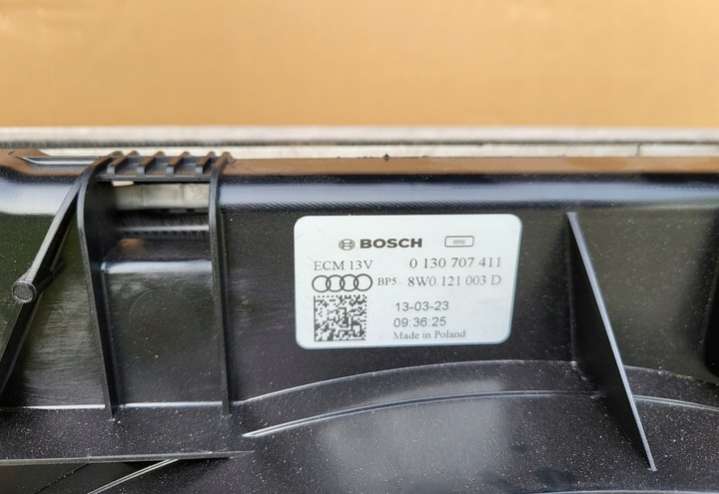 BOSCH
ECM 13V 0 130 707 411
BP5 8W0.121 003 D
13-03-23
09:36:25
Made in Poland